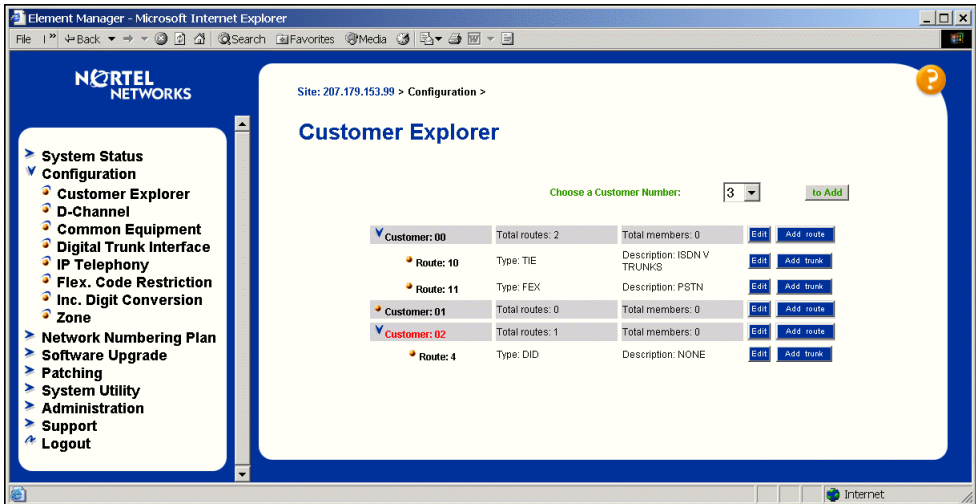 Element Manager - Microsoft Internet Explorer
File Back Search Favorites Media
NORTEL
NETWORKS
Site: 207.179.153.99 > Configuration >
Customer Explorer
System Status
Configuration
Customer Explorer
D-Channel
Common Equipment
Digital Trunk Interface
IP Telephony
Flex. Code Restriction
Inc. Digit Conversion
Zone
Network Numbering Plan
Software Upgrade
Patching
System Utility
Administration
Support
Logout
Choose a Customer Number: 3 to Add
Customer: 00 Total routes: 2 Total members: 0 Edit Add route
Route: 10 Type: TIE Description: ISDN V TRUNKS Edit Add trunk
Route: 11 Type: FEX Description: PSTN Edit Add trunk
Customer: 01 Total routes: 0 Total members: 0 Edit Add route
Customer: 02 Total routes: 1 Total members: 0 Edit Add route
Route: 4 Type: DID Description: NONE Edit Add trunk
Internet